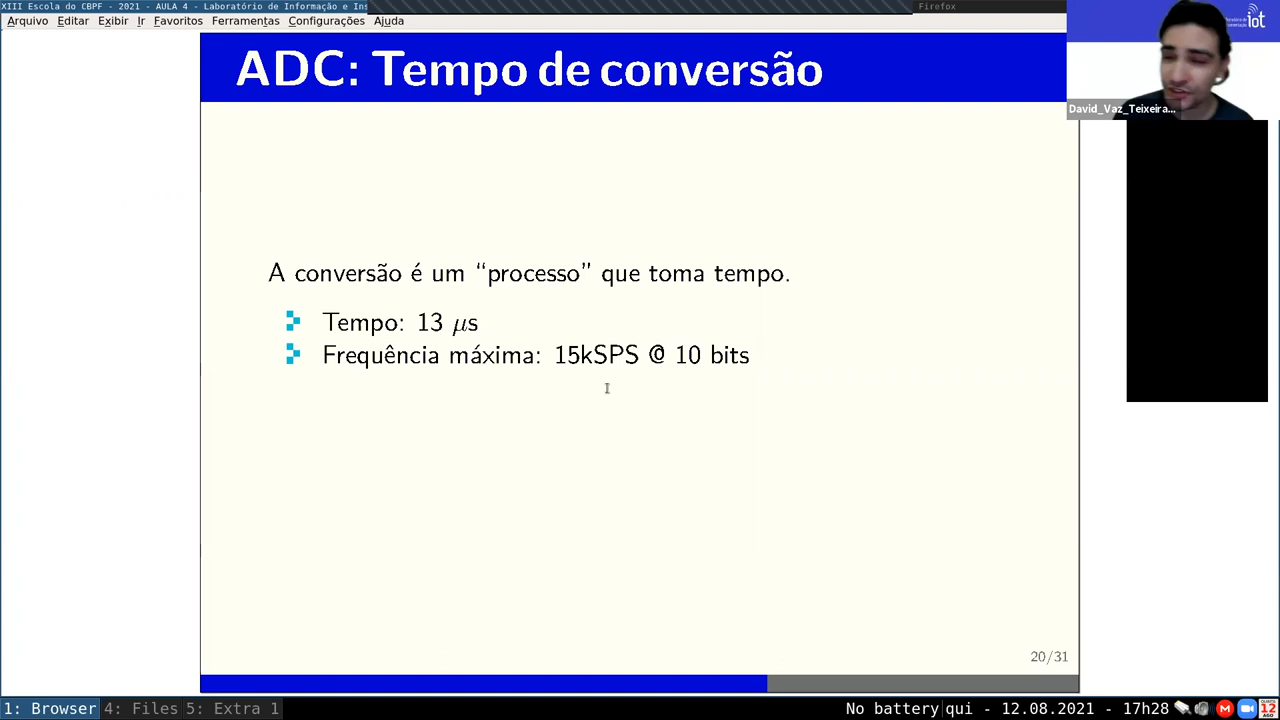 XIII Escola do CBPF - 2021 - AULA 4 - Laboratório de Informação e Ins
Firefox
Arquivo Editar Exibir Ir Favoritos Ferramentas Configurações Ajuda
iot
ADC: Tempo de conversão
David_Vaz_Teixeira...
A conversão é um “processo” que toma tempo.
Tempo: 13 μs
Frequência máxima: 15kSPS @ 10 bits
20/31
1: Browser 4: Files 5: Extra 1
No battery qui - 12.08.2021 - 17h28
12